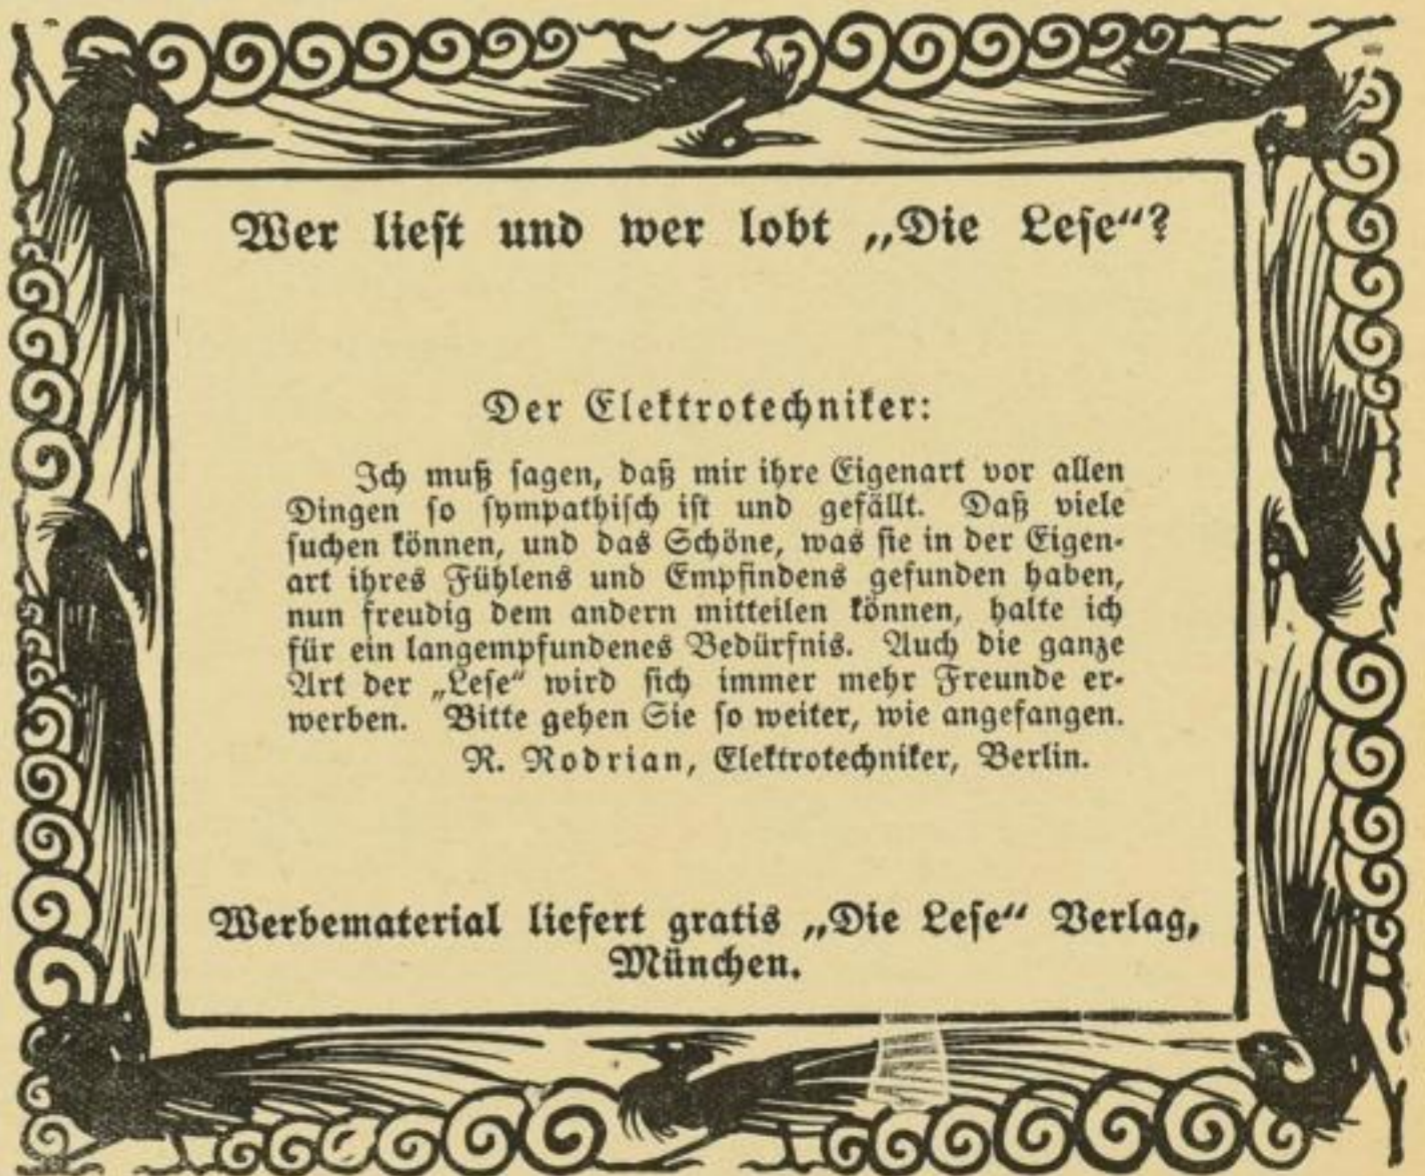 Wer liest und wer lobt „Die Lese“?
Der Elektrotechniker:
Ich muß sagen, daß mir ihre Eigenart vor allen
Dingen so sympathisch ist und gefällt. Daß viele
suchen können, und das Schöne, was sie in der Eigen-
art ihres Fühlens und Empfindens gefunden haben,
nun freudig dem andern mitteilen können, halte ich
für ein langempfundenes Bedürfnis. Auch die ganze
Art der „Lese“ wird sich immer mehr Freunde er-
werben. Bitte gehen Sie so weiter, wie angefangen.
R. Rodrian, Elektrotechniker, Berlin.
Werbematerial liefert gratis „Die Lese“ Verlag,
München.